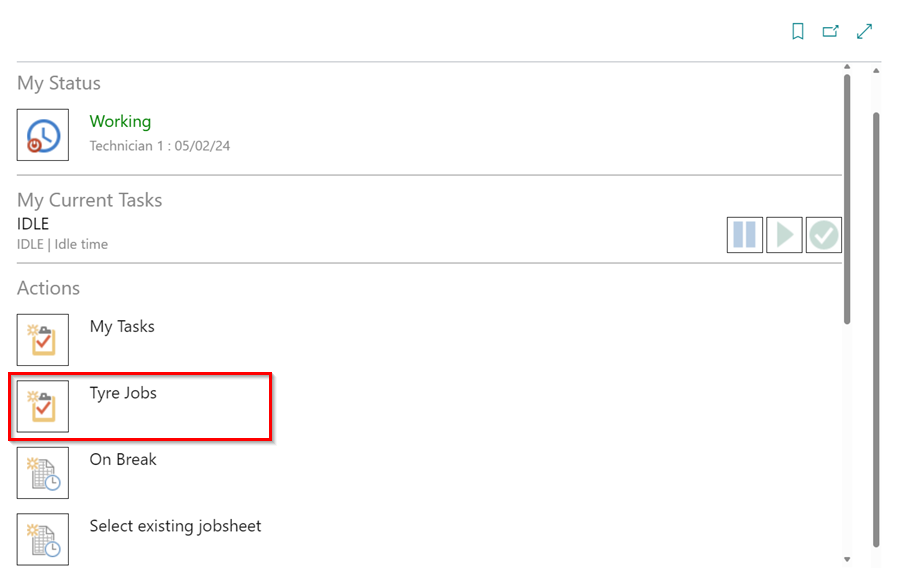 My Status
Working
Technician 1 : 05/02/24
My Current Tasks
IDLE
IDLE | Idle time
Actions
My Tasks
Tyre Jobs
On Break
Select existing jobsheet